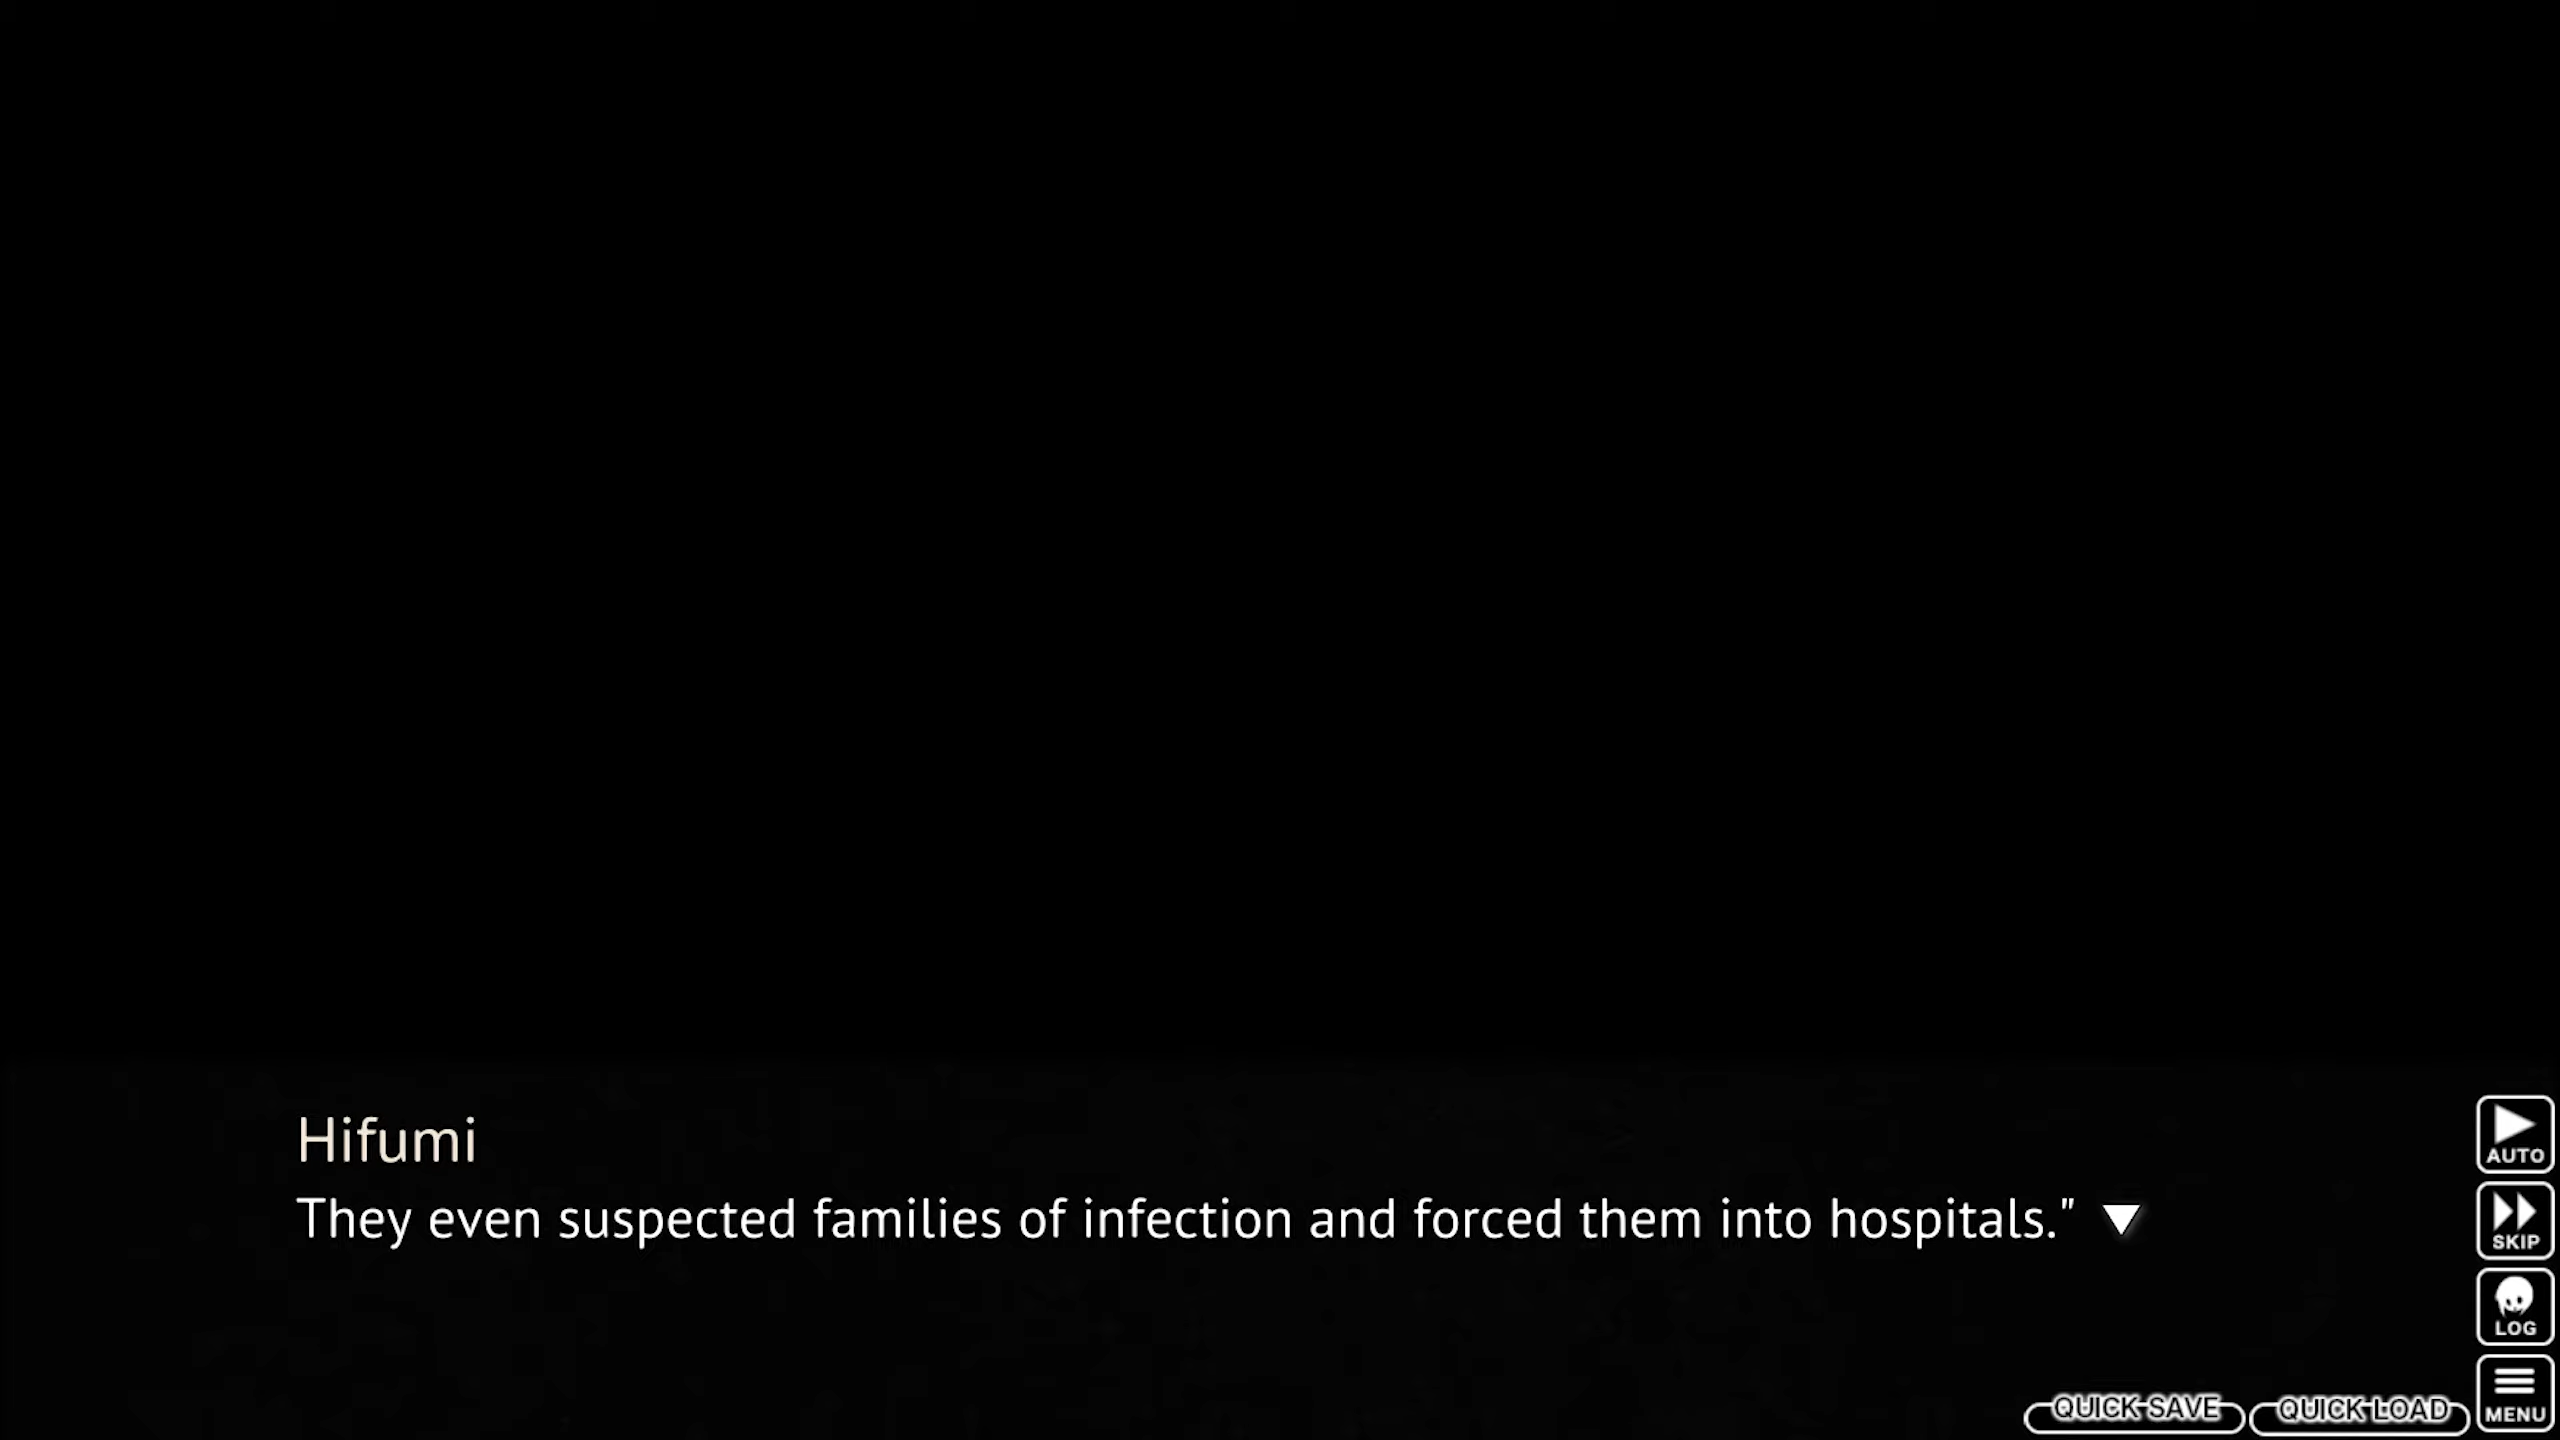 Hifumi
They even suspected families of infection and forced them into hospitals."
AUTO
SKIP
LOG
MENU
QUICK SAVE
QUICK LOAD